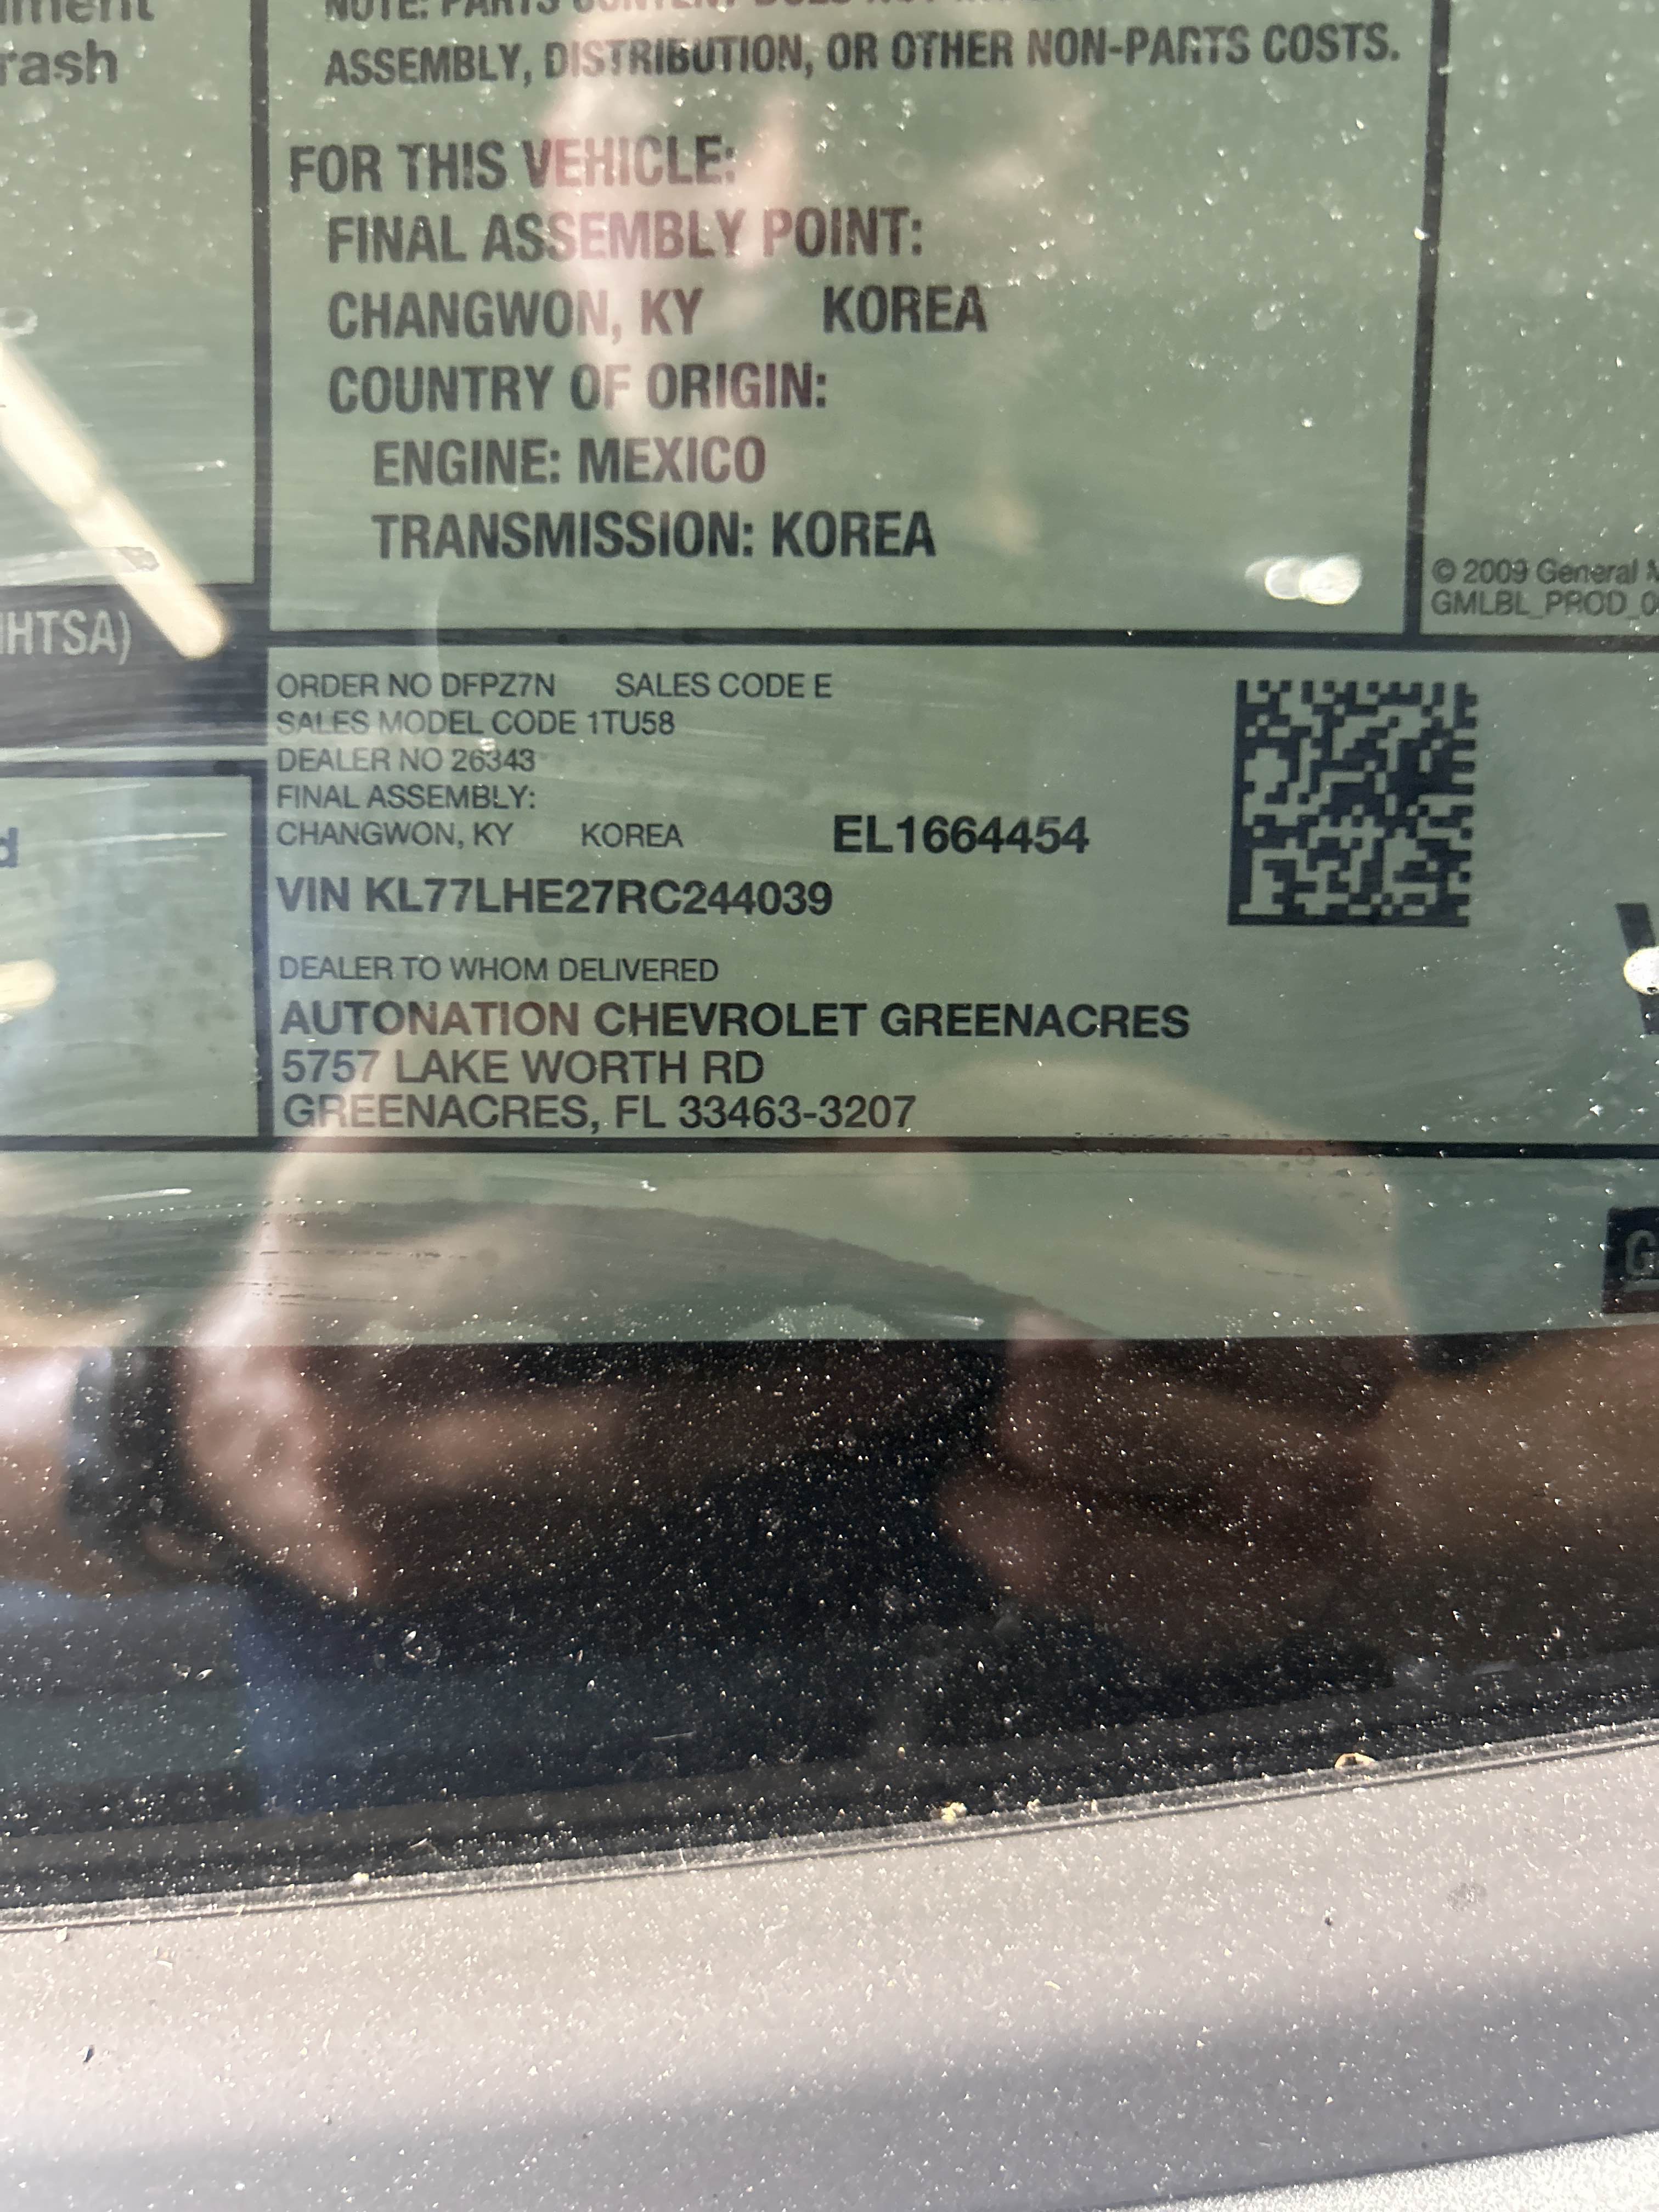 rash
ASSEMBLY, DISTRIBUTION, OR OTHER NON-PARTS COSTS.
FOR THIS VEHICLE:
FINAL ASSEMBLY POINT:
CHANGWON, KY KOREA
COUNTRY OF ORIGIN:
ENGINE: MEXICO
TRANSMISSION: KOREA
© 2009 General
GMLBL_PROD_0
HTSA)
ORDER NO DFPZ7N SALES CODE E
SALES MODEL CODE 1TU58
DEALER NO 26343
FINAL ASSEMBLY:
CHANGWON, KY KOREA EL1664454
d
VIN KL77LHE27RC244039
DEALER TO WHOM DELIVERED
AUTONATION CHEVROLET GREENACRES
5757 LAKE WORTH RD
GREENACRES, FL 33463-3207
G